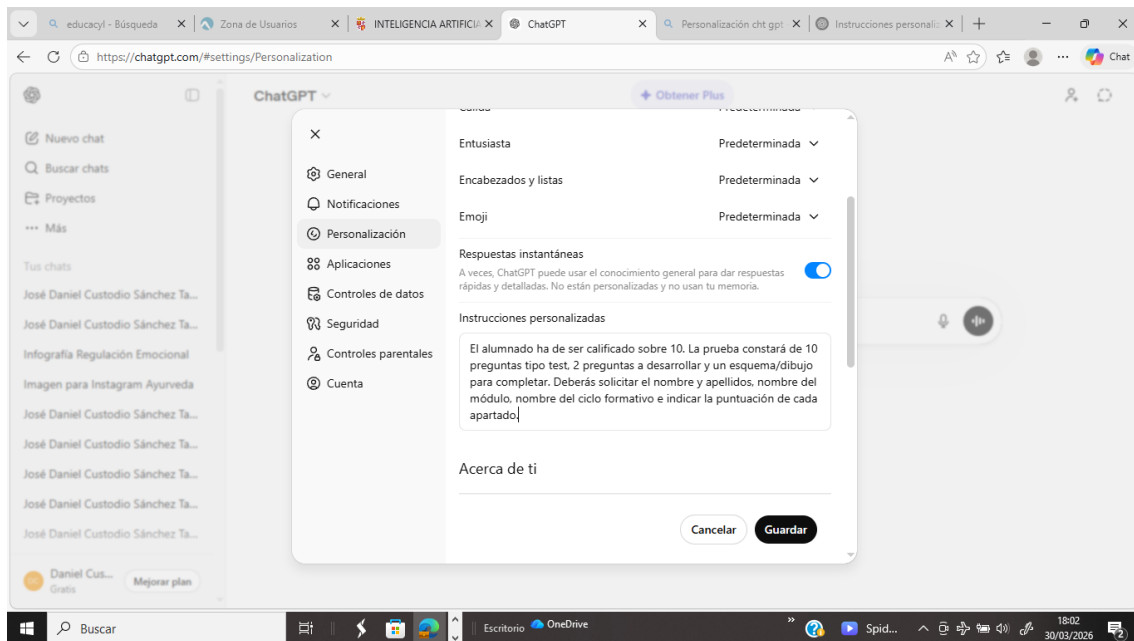 educacyl - Búsqueda
Zona de Usuarios
INTELIGENCIA ARTIFICIA
ChatGPT
Personalización cht gpt
Instrucciones personaliz
https://chatgpt.com/#settings/Personalization
Chat
ChatGPT
Obtener Plus
Nuevo chat
Buscar chats
Proyectos
Más
Tus chats
José Daniel Custodio Sánchez Ta...
José Daniel Custodio Sánchez Ta...
Infografía Regulación Emocional
Imagen para Instagram Ayurveda
José Daniel Custodio Sánchez Ta...
José Daniel Custodio Sánchez Ta...
José Daniel Custodio Sánchez Ta...
José Daniel Custodio Sánchez Ta...
José Daniel Custodio Sánchez Ta...
Daniel Cus...
Gratis
Mejorar plan
General
Notificaciones
Personalización
Aplicaciones
Controles de datos
Seguridad
Controles parentales
Cuenta
Entusiasta Predeterminada
Encabezados y listas Predeterminada
Emoji Predeterminada
Respuestas instantáneas
A veces, ChatGPT puede usar el conocimiento general para dar respuestas
rápidas y detalladas. No están personalizadas y no usan tu memoria.
Instrucciones personalizadas
El alumnado ha de ser calificado sobre 10. La prueba constará de 10
preguntas tipo test, 2 preguntas a desarrollar y un esquema/dibujo
para completar. Deberás solicitar el nombre y apellidos, nombre del
módulo, nombre del ciclo formativo e indicar la puntuación de cada
apartado.
Acerca de ti
Cancelar
Guardar
Buscar
Escritorio
OneDrive
Spid...
18:02
30/03/2026